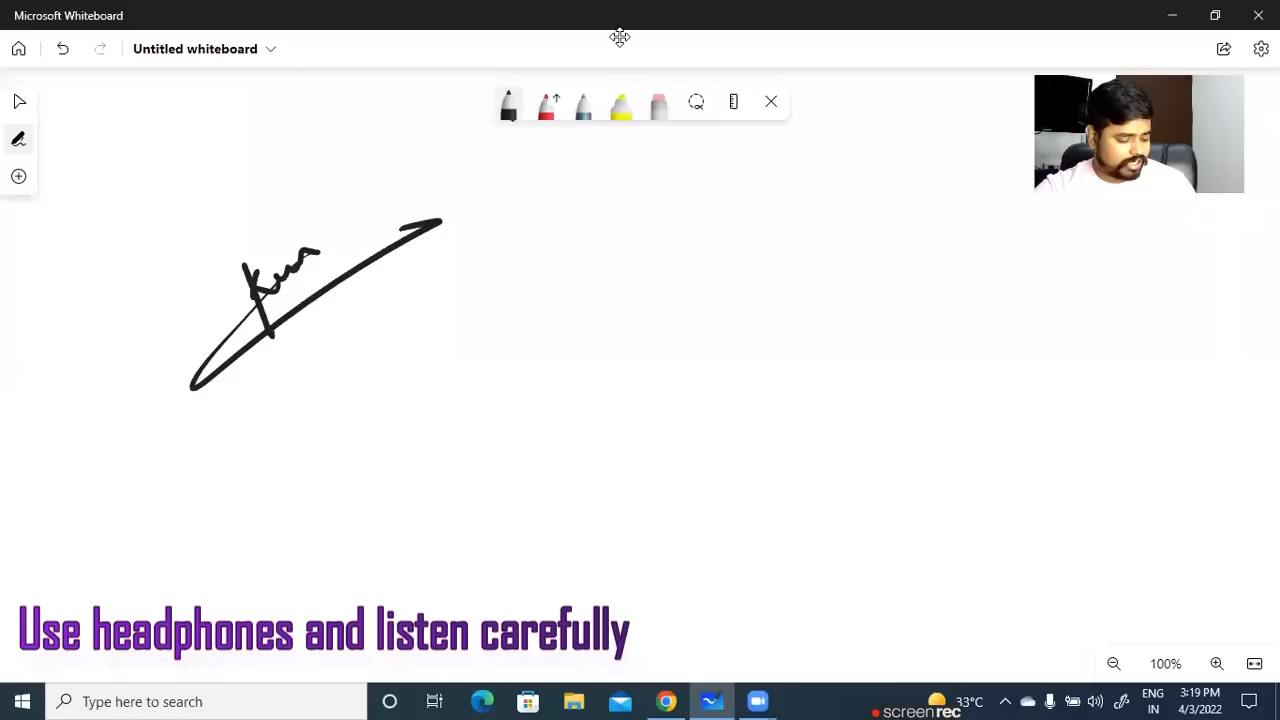 Microsoft Whiteboard
Untitled whiteboard
Use headphones and listen carefully
100%
Type here to search
33°C
ENG
IN
3:19 PM
4/3/2022
screenrec